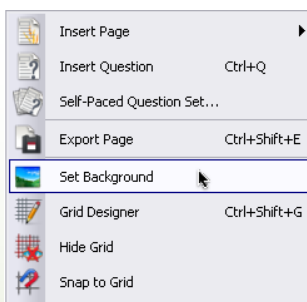 Insert Page
Insert Question Ctrl+Q
Self-Paced Question Set...
Export Page Ctrl+Shift+E
Set Background
Grid Designer Ctrl+Shift+G
Hide Grid
Snap to Grid